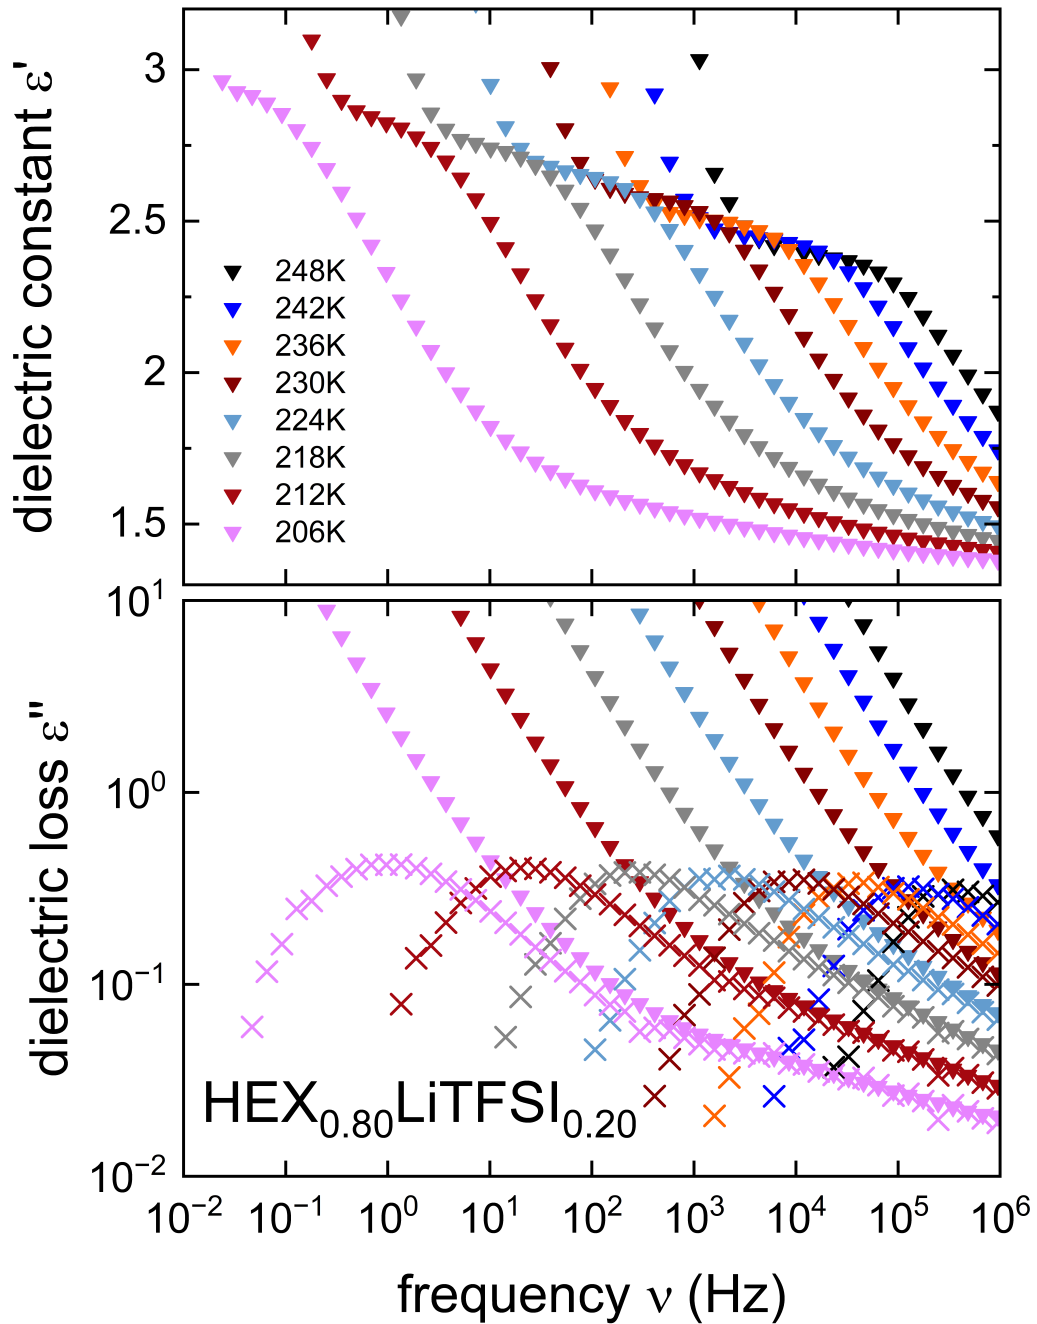 dielectric constant ε'
3
2.5
2
1.5
248K
242K
236K
230K
224K
218K
212K
206K
dielectric loss ε"
10¹
10⁰
10⁻¹
10⁻²
HEX₀.₈₀LiTFSI₀.₂₀
10⁻² 10⁻¹ 10⁰ 10¹ 10² 10³ 10⁴ 10⁵ 10⁶
frequency ν (Hz)